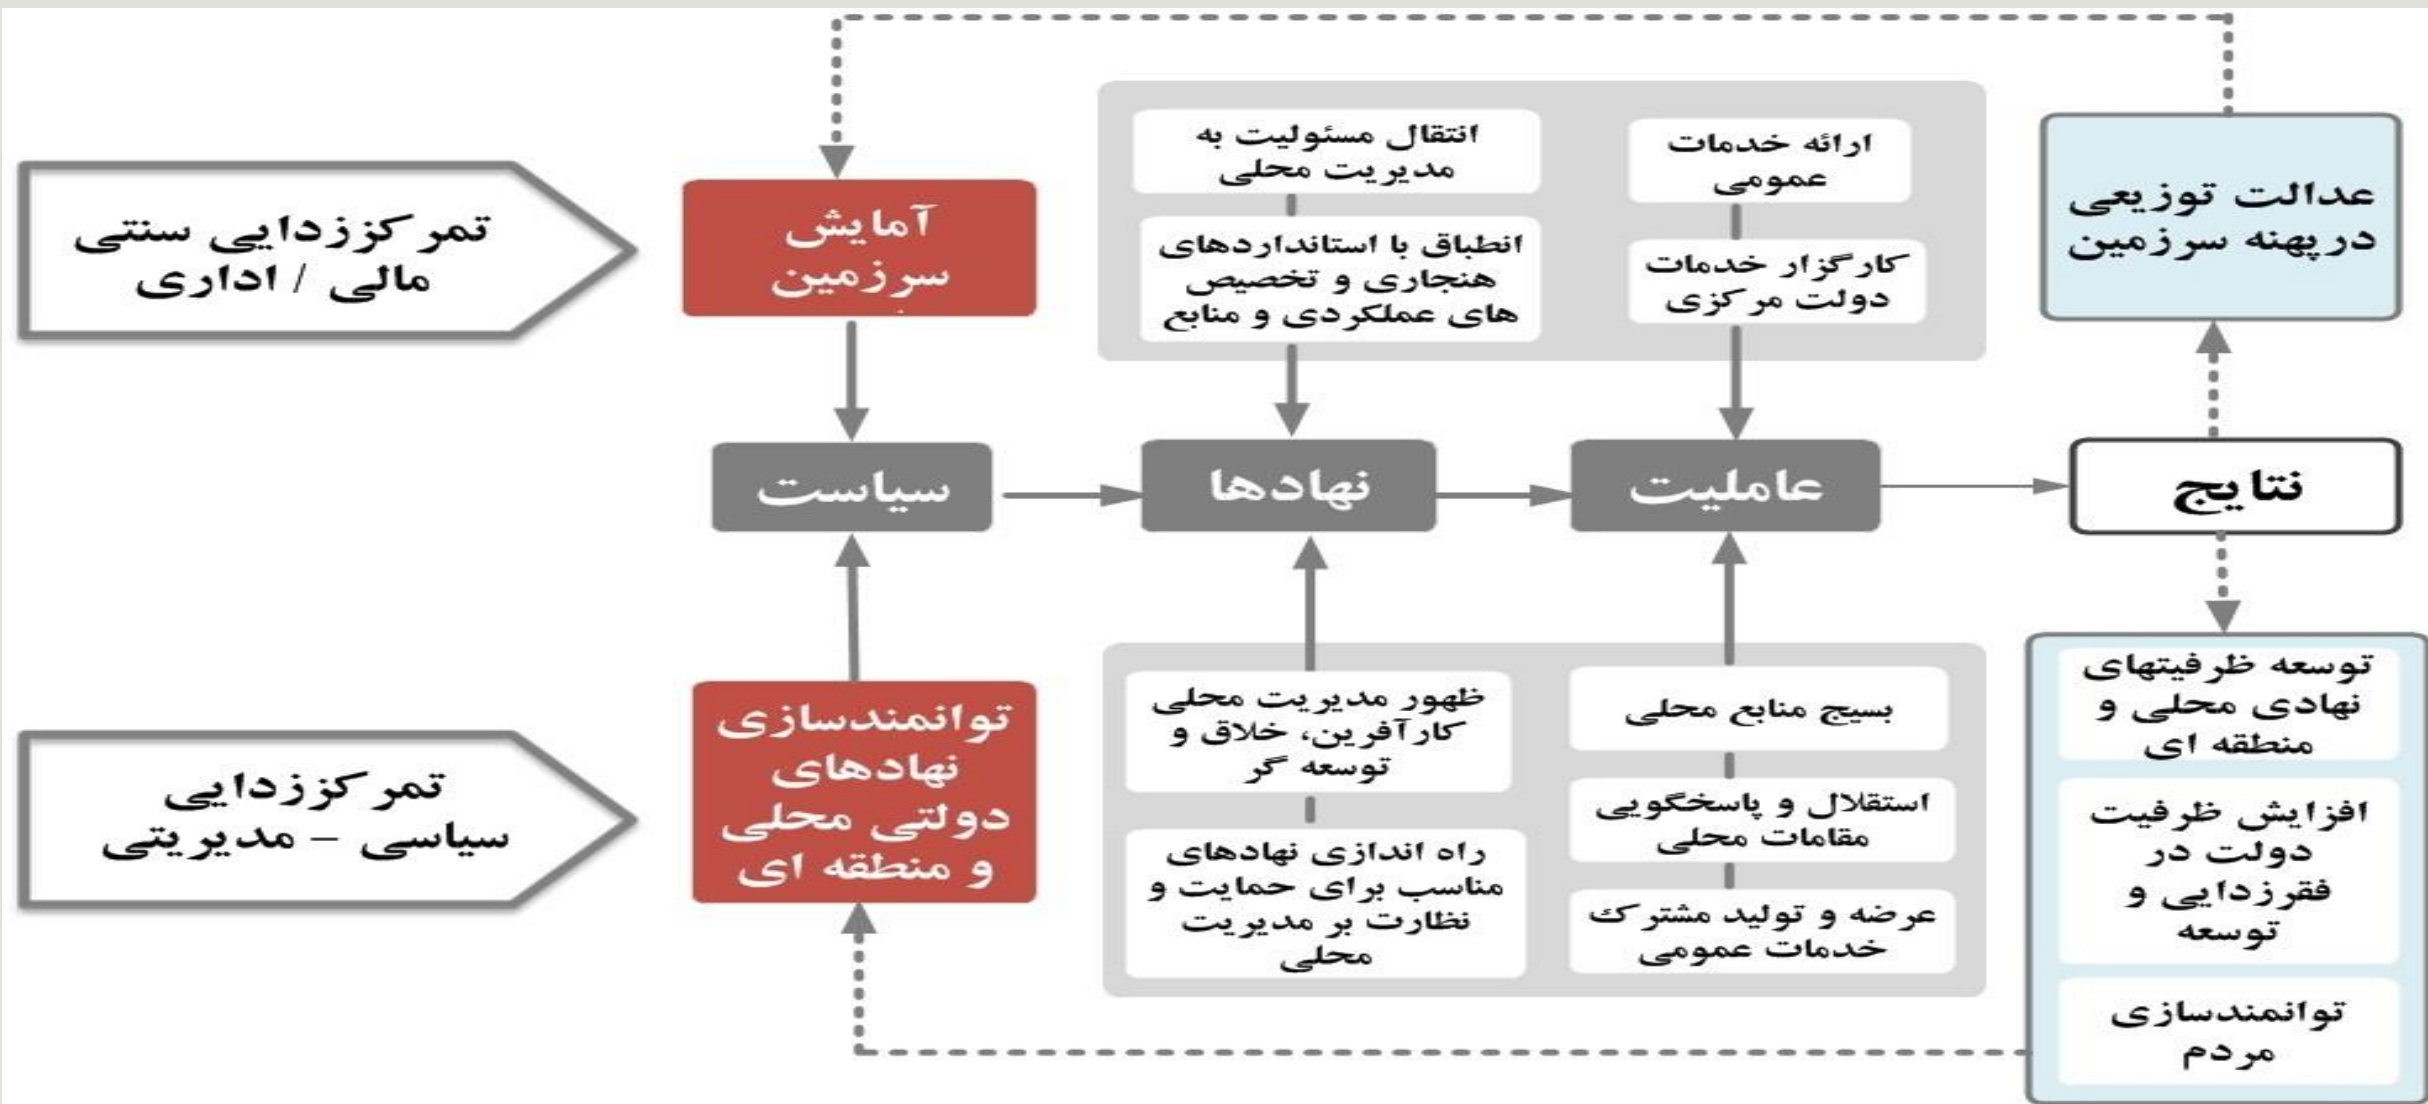 تمرکززدایی سنتی
مالی / اداری
آمایش
سرزمین
انتقال مسئولیت به
مدیریت محلی
انطباق با استانداردهای
هنجاری و تخصیص
های عملکردی و منابع
ارائه خدمات
عمومی
کارگزار خدمات
دولت مرکزی
عدالت توزیعی
درپهنه سرزمین
سیاست
نهادها
عاملیت
نتایج
تمرکززدایی
سیاسی – مدیریتی
توانمندسازی
نهادهای
دولتی محلی
و منطقه ای
ظهور مدیریت محلی
کارآفرین، خلاق و
توسعه گر
راه اندازی نهادهای
مناسب برای حمایت و
نظارت بر مدیریت
محلی
بسیج منابع محلی
استقلال و پاسخگویی
مقامات محلی
عرضه و تولید مشترک
خدمات عمومی
توسعه ظرفیتهای
نهادی محلی و
منطقه ای
افزایش ظرفیت
دولت در
فقرزدایی و
توسعه
توانمندسازی
مردم